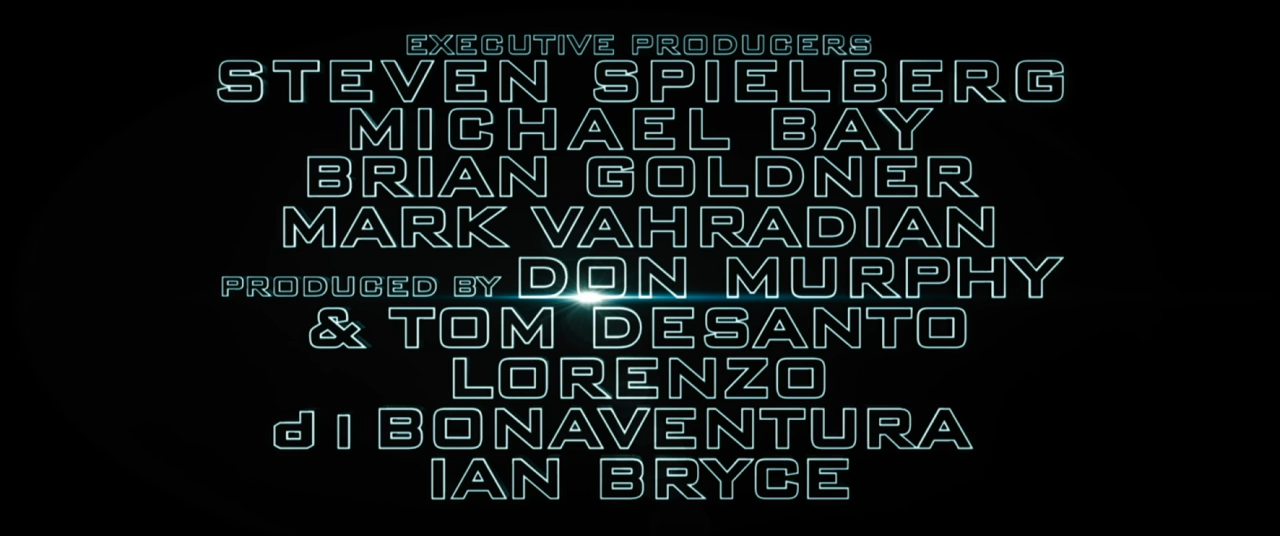 EXECUTIVE PRODUCERS
STEVEN SPIELBERG
MICHAEL BAY
BRIAN GOLDNER
MARK VAHRADIAN
PRODUCED BY DON MURPHY
& TOM DESANTO
LORENZO
dI BONAVENTURA
IAN BRYCE